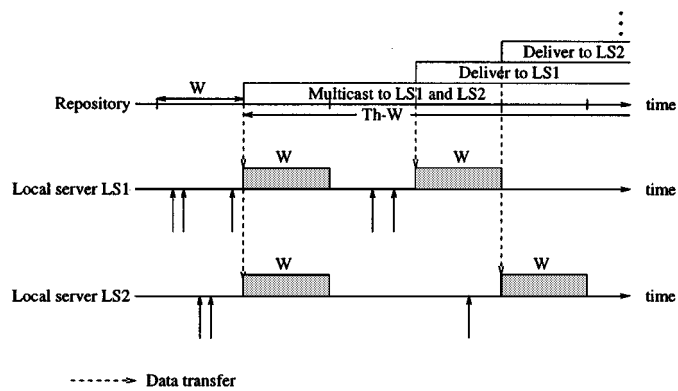 Deliver to LS2
Deliver to LS1
W
Multicast to LS1 and LS2
Repository
time
Th-W
W
W
Local server LS1
time
W
W
Local server LS2
time
Data transfer